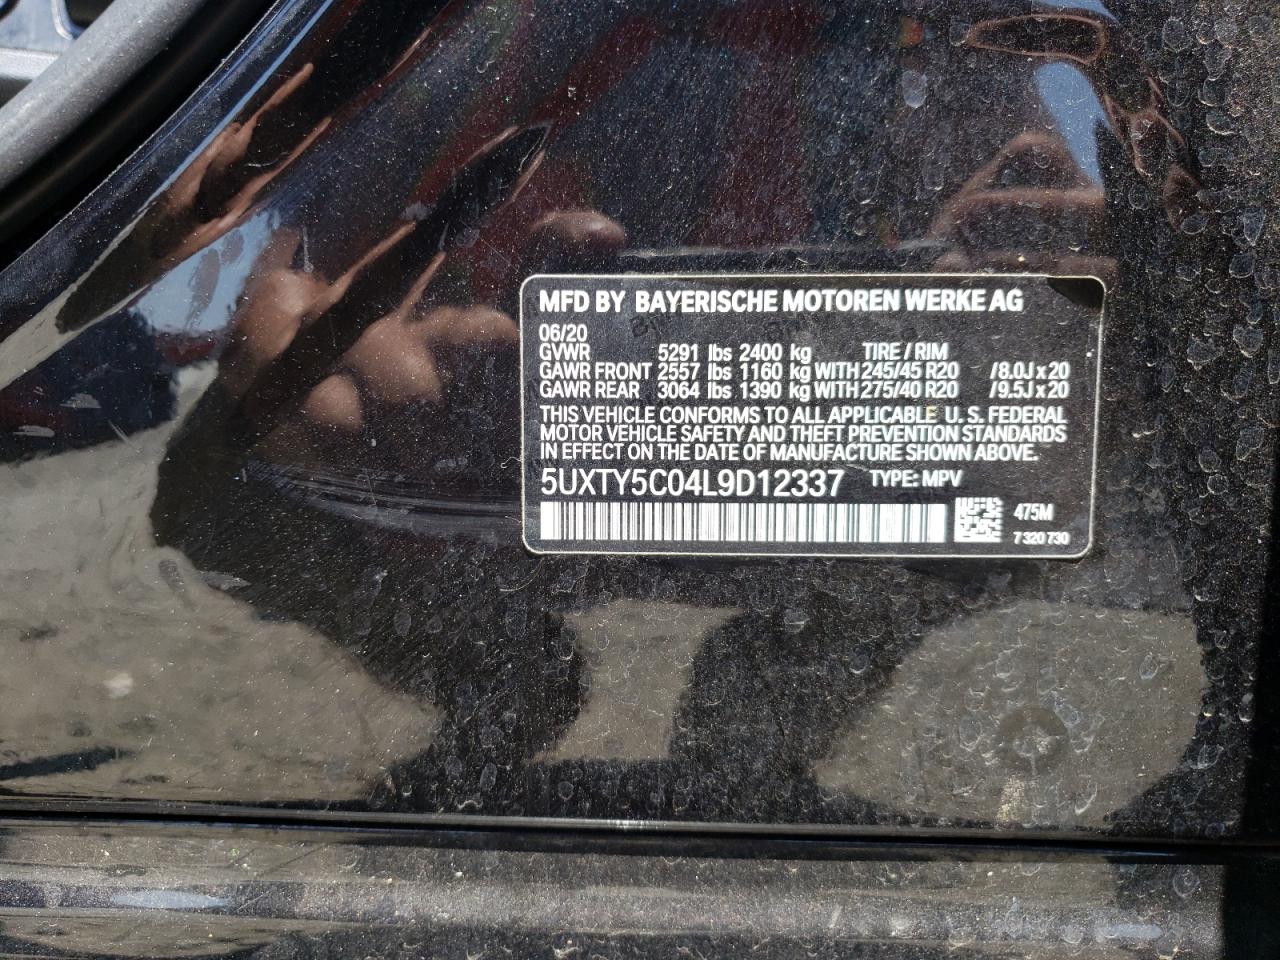 MFD BY BAYERISCHE MOTOREN WERKE AG
06/20
GVWR 5291 lbs 2400 kg TIRE / RIM
GAWR FRONT 2557 lbs 1160 kg WITH 245/45 R20 /8.0J x 20
GAWR REAR 3064 lbs 1390 kg WITH 275/40 R20 /9.5J x 20
THIS VEHICLE CONFORMS TO ALL APPLICABLE U.S. FEDERAL
MOTOR VEHICLE SAFETY AND THEFT PREVENTION STANDARDS
IN EFFECT ON THE DATE OF MANUFACTURE SHOWN ABOVE.
5UXTY5C04L9D12337 TYPE: MPV
475M
7 320 730